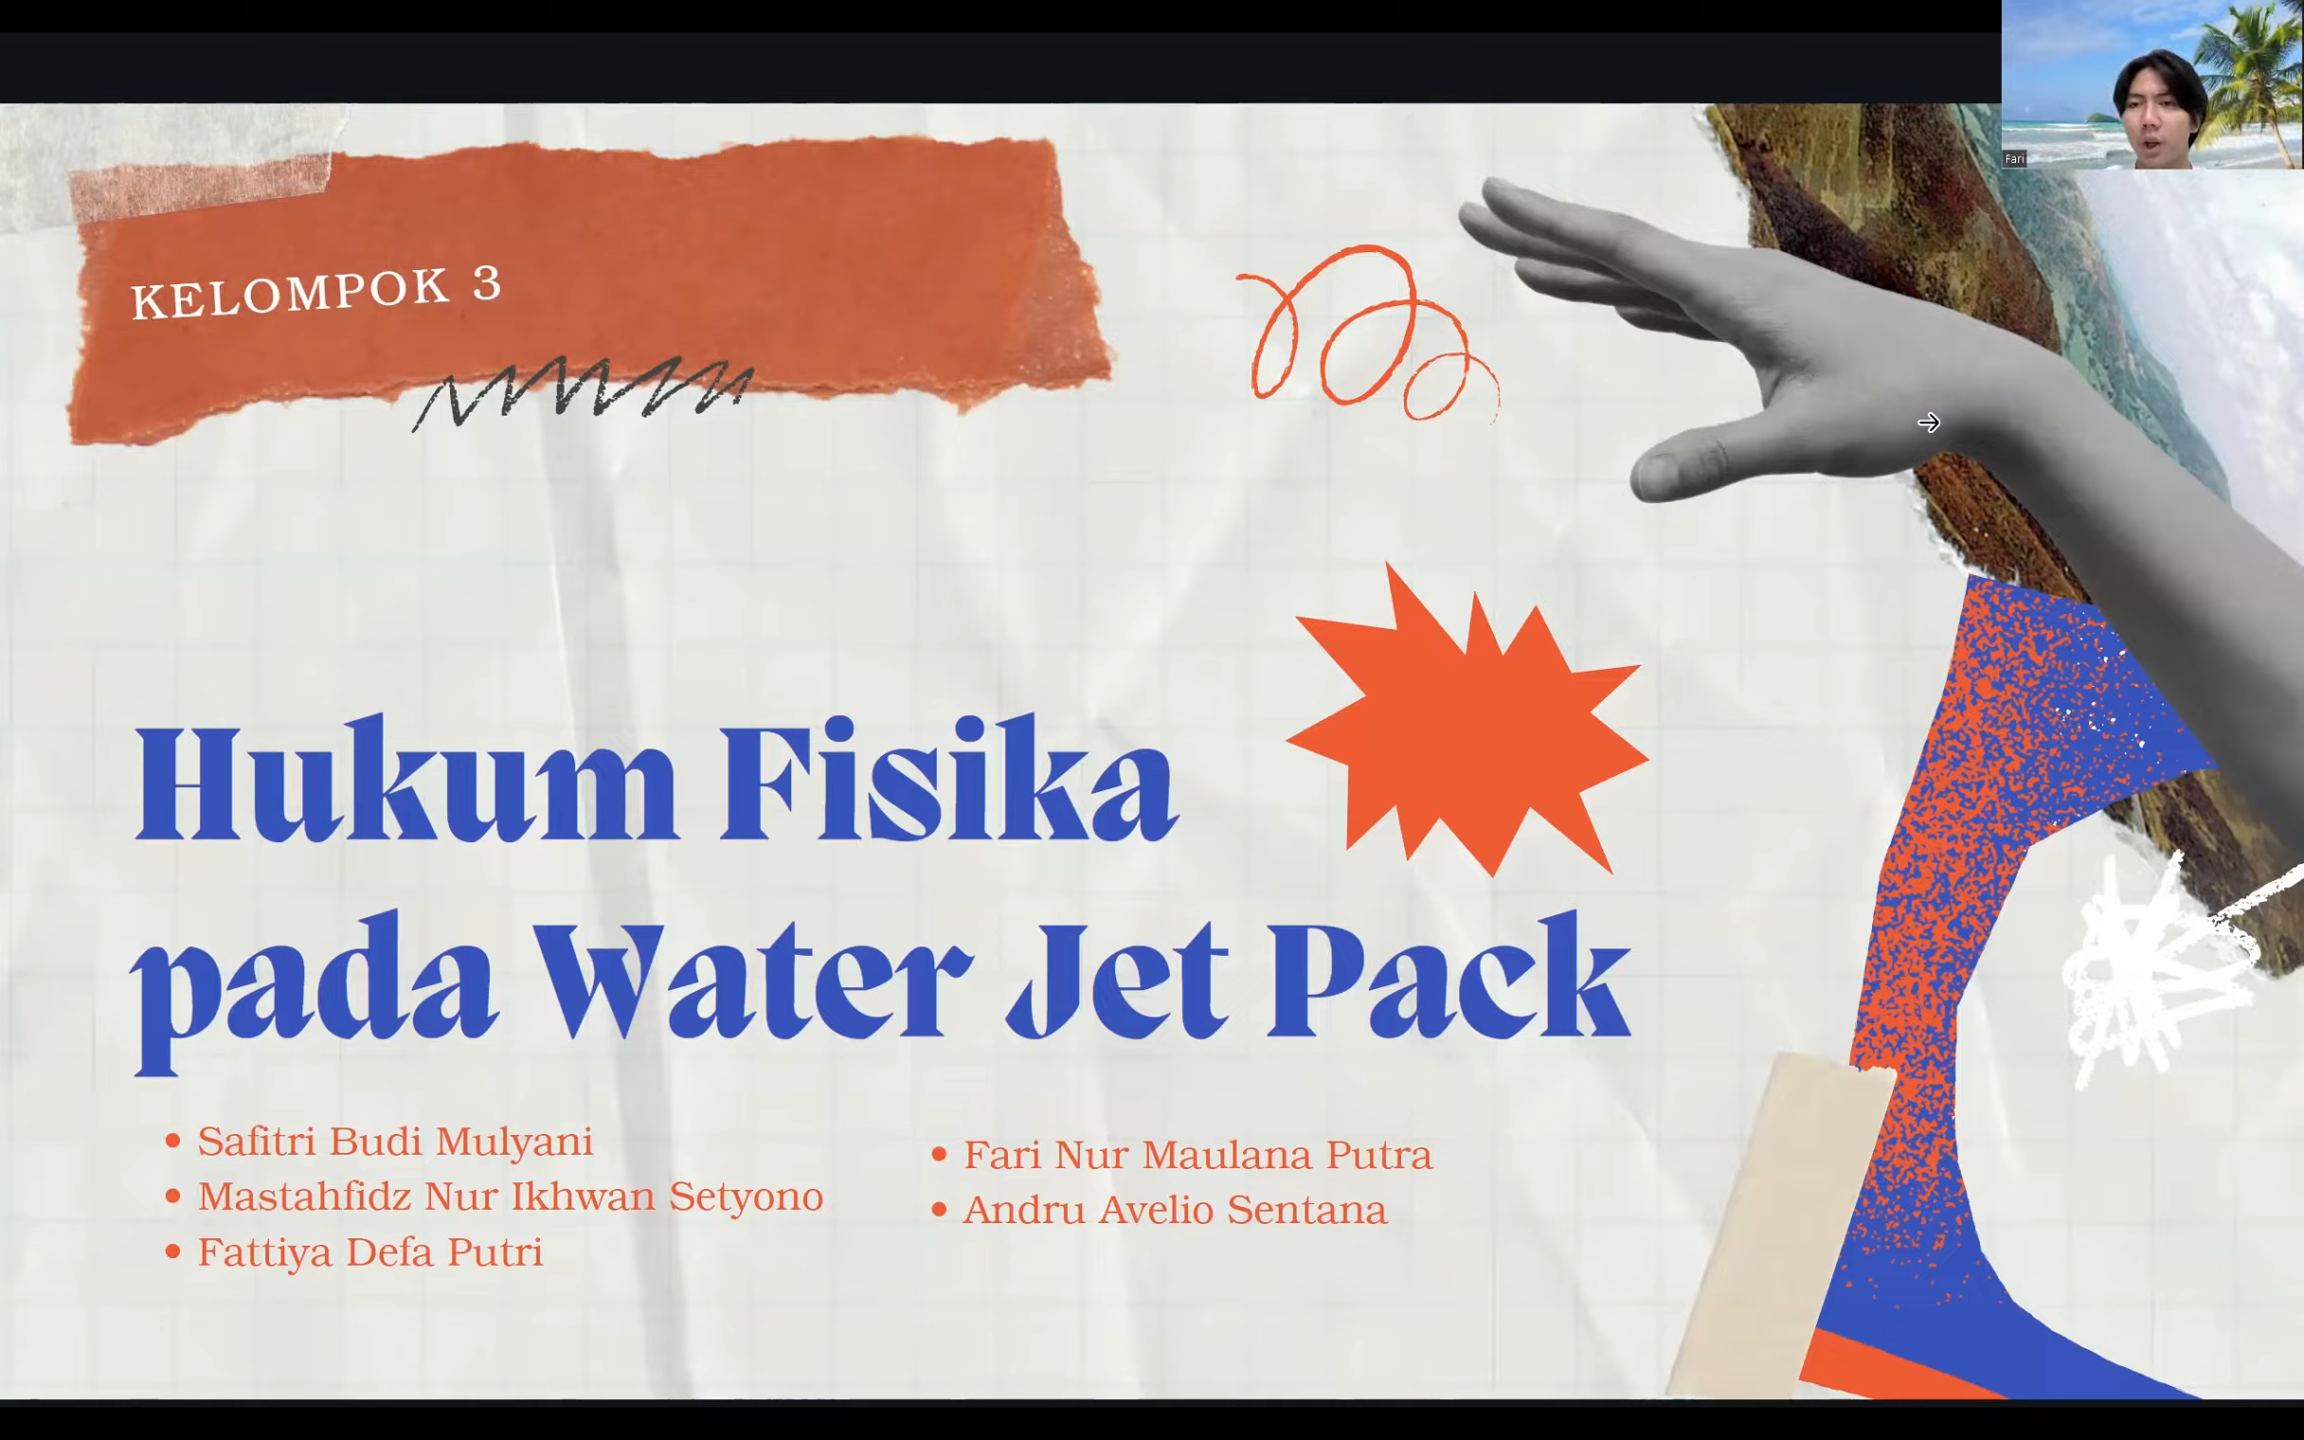 Fari
KELOMPOK 3
Hukum Fisika
pada Water Jet Pack
• Safitri Budi Mulyani
• Mastahfidz Nur Ikhwan Setyono
• Fattiya Defa Putri
• Fari Nur Maulana Putra
• Andru Avelio Sentana